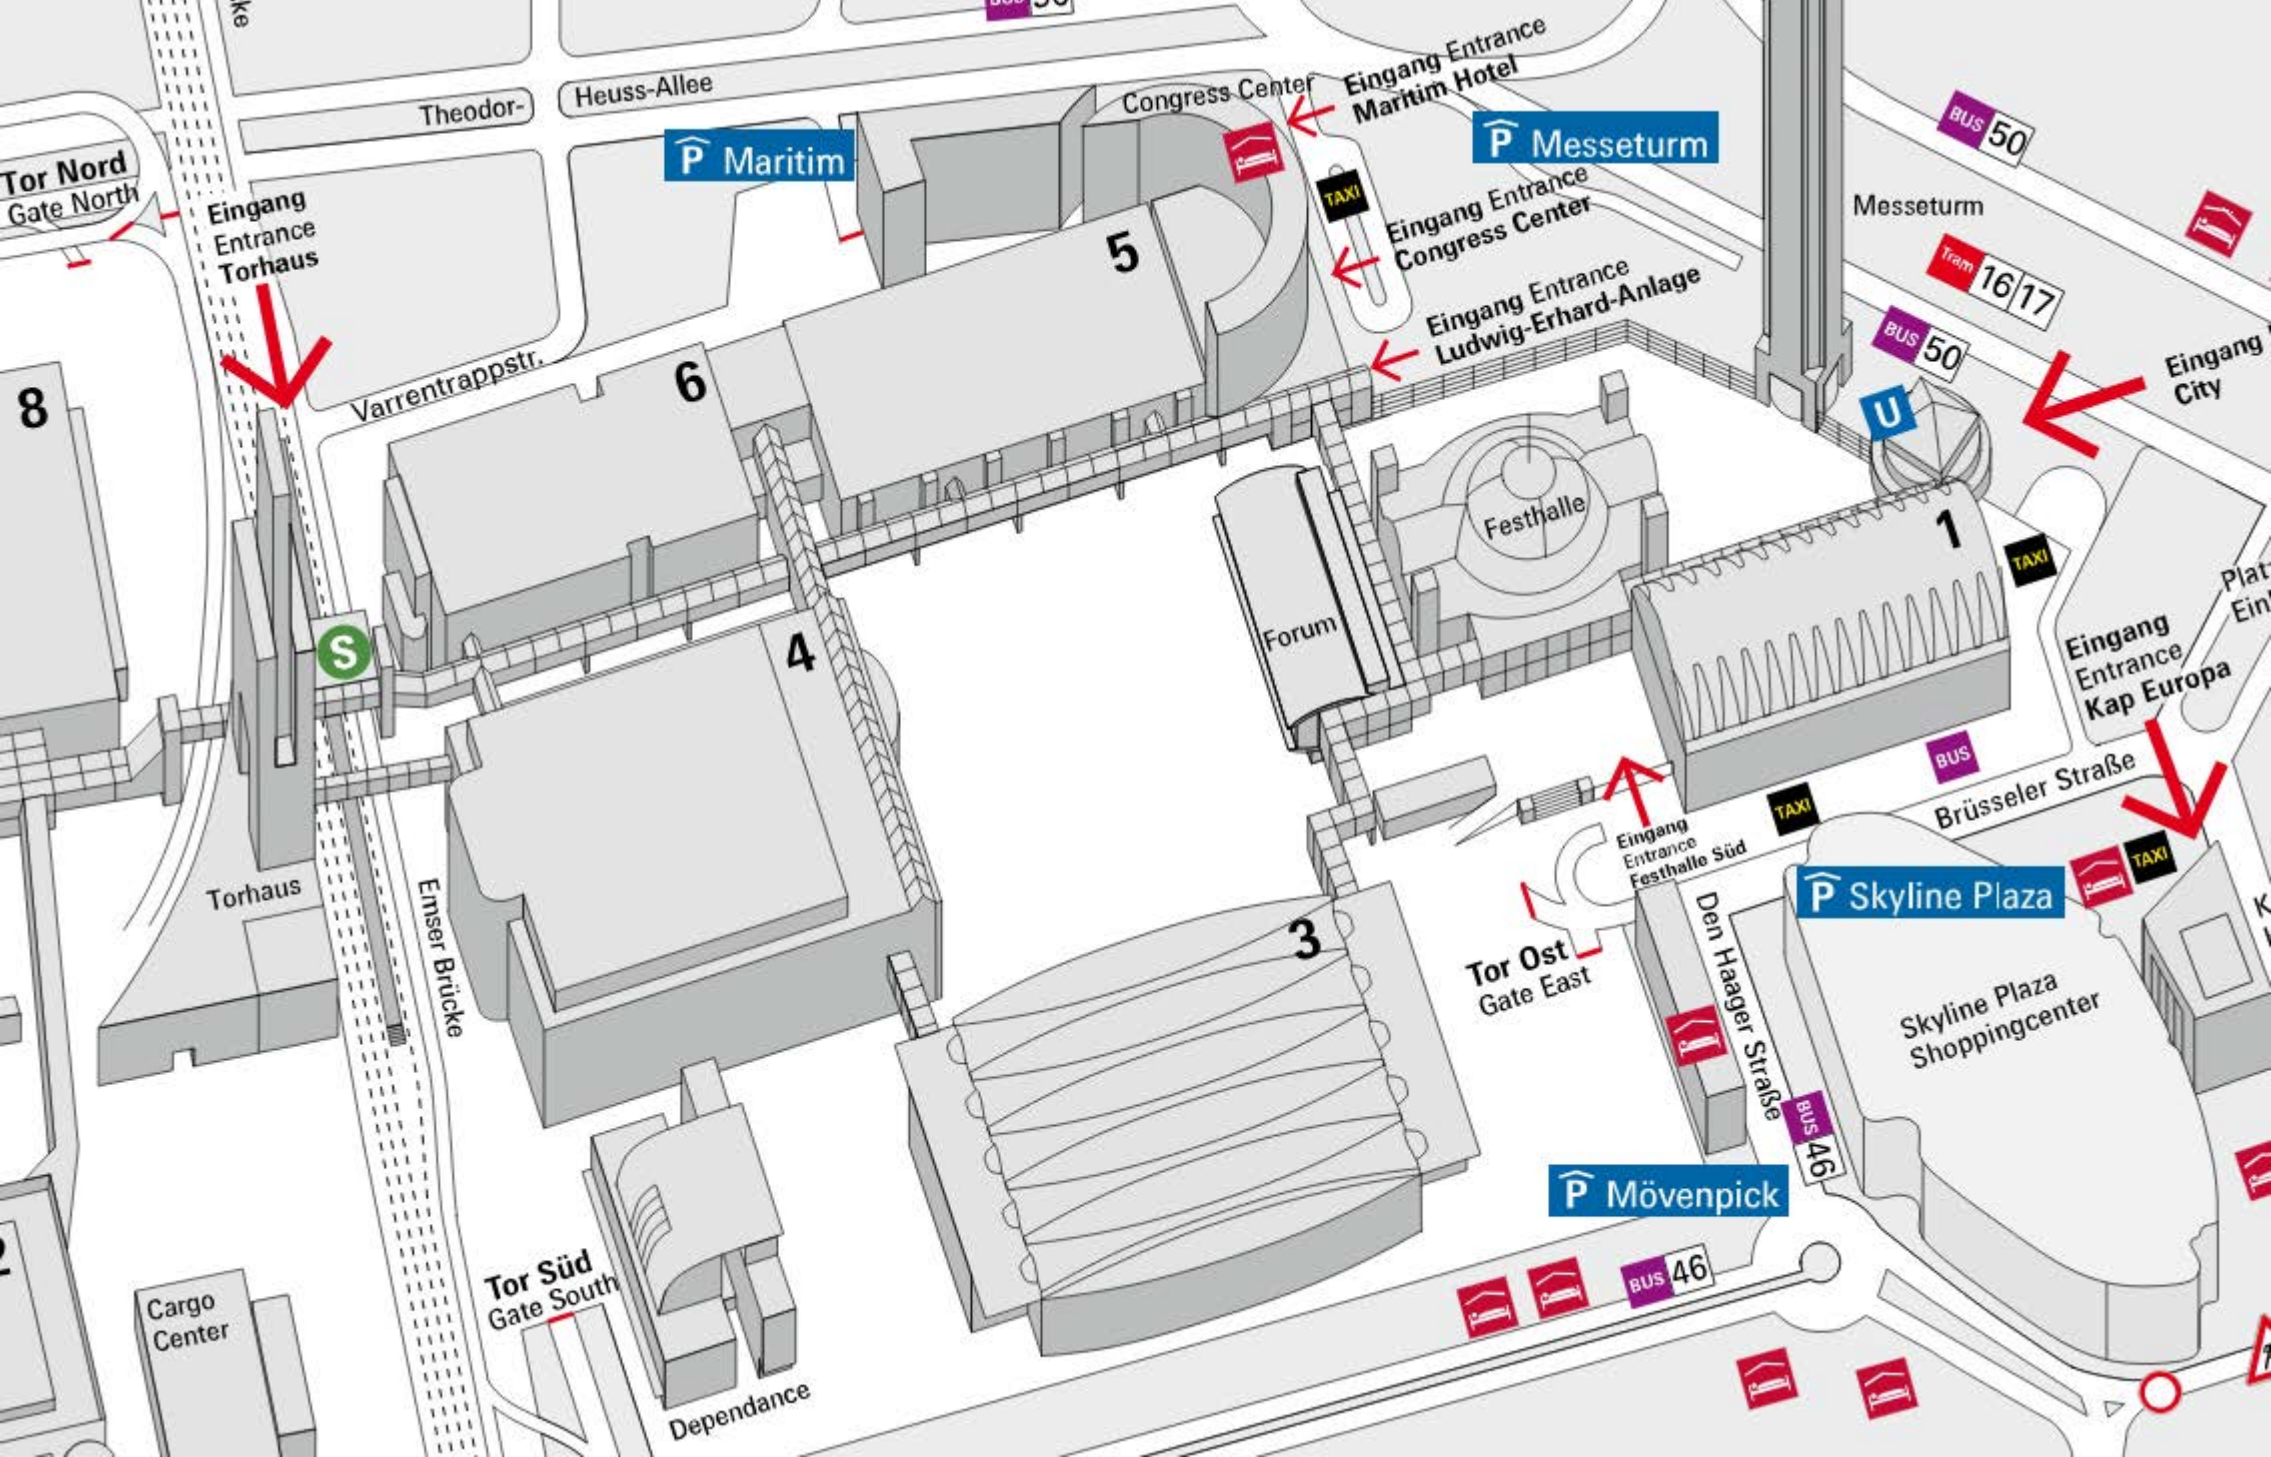 BUS 50
Theodor-
Heuss-Allee
Congress Center
Eingang Entrance
Maritim Hotel
P Maritim
P Messeturm
BUS 50
Tor Nord
Gate North
Eingang
Entrance
Torhaus
TAXI
Eingang Entrance
Congress Center
Messeturm
Tram 16 17
5
Eingang Entrance
Ludwig-Erhard-Anlage
BUS 50
Eingang
City
U
8
Varrentrappstr.
6
Festhalle
1
TAXI
S
4
Forum
Eingang
Entrance
Kap Europa
BUS
Brüsseler Straße
TAXI
Eingang
Entrance
Festhalle Süd
TAXI
P Skyline Plaza
Torhaus
Emser Brücke
3
Tor Ost
Gate East
Den Haager Straße
Skyline Plaza
Shoppingcenter
BUS 46
P Mövenpick
Tor Süd
Gate South
BUS 46
Cargo
Center
Dependance